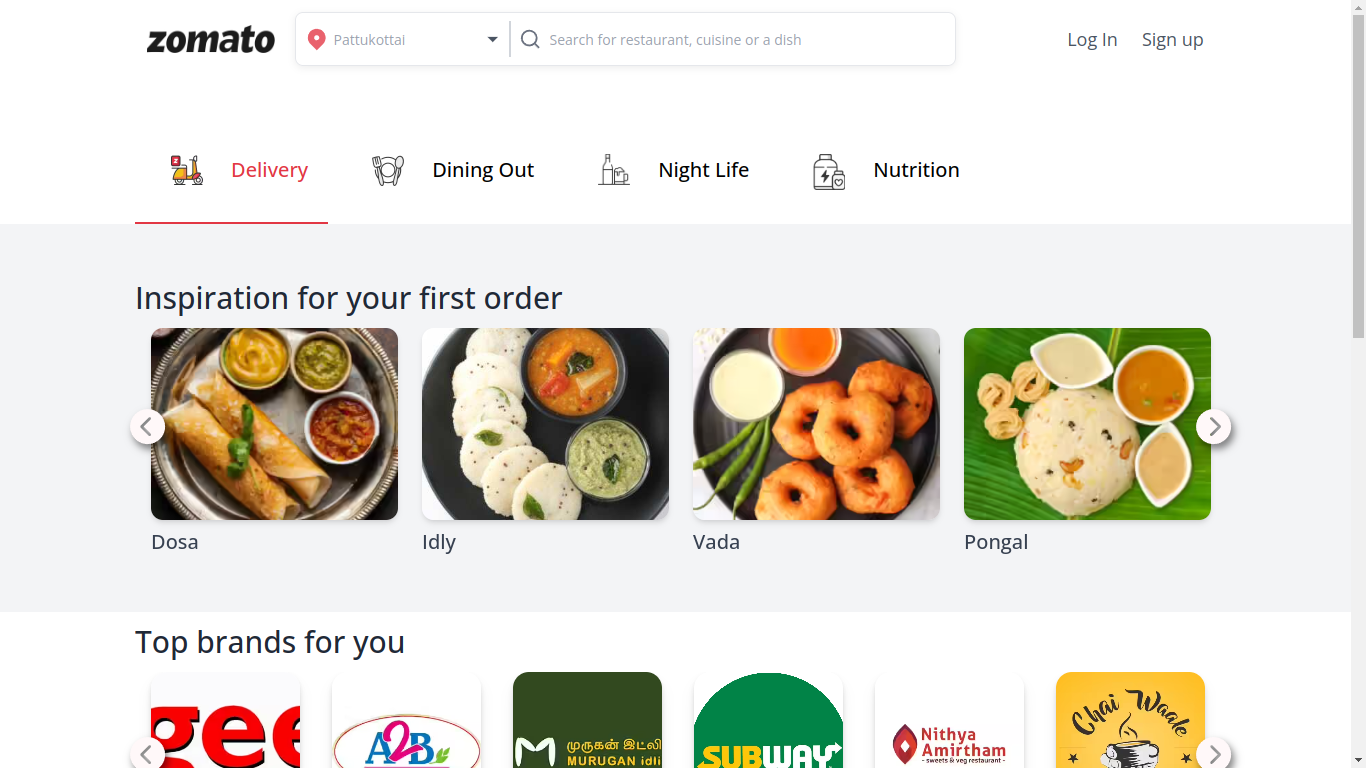 zomato
Pattukottai
Search for restaurant, cuisine or a dish
Log In
Sign up
Delivery
Dining Out
Night Life
Nutrition
Inspiration for your first order
Dosa
Idly
Vada
Pongal
Top brands for you
gee
A2B
முருகன் இட்லி
MURUGAN idli
SUBWAY
Nithya
Amirtham
- sweets & veg restaurant -
Chai Waale